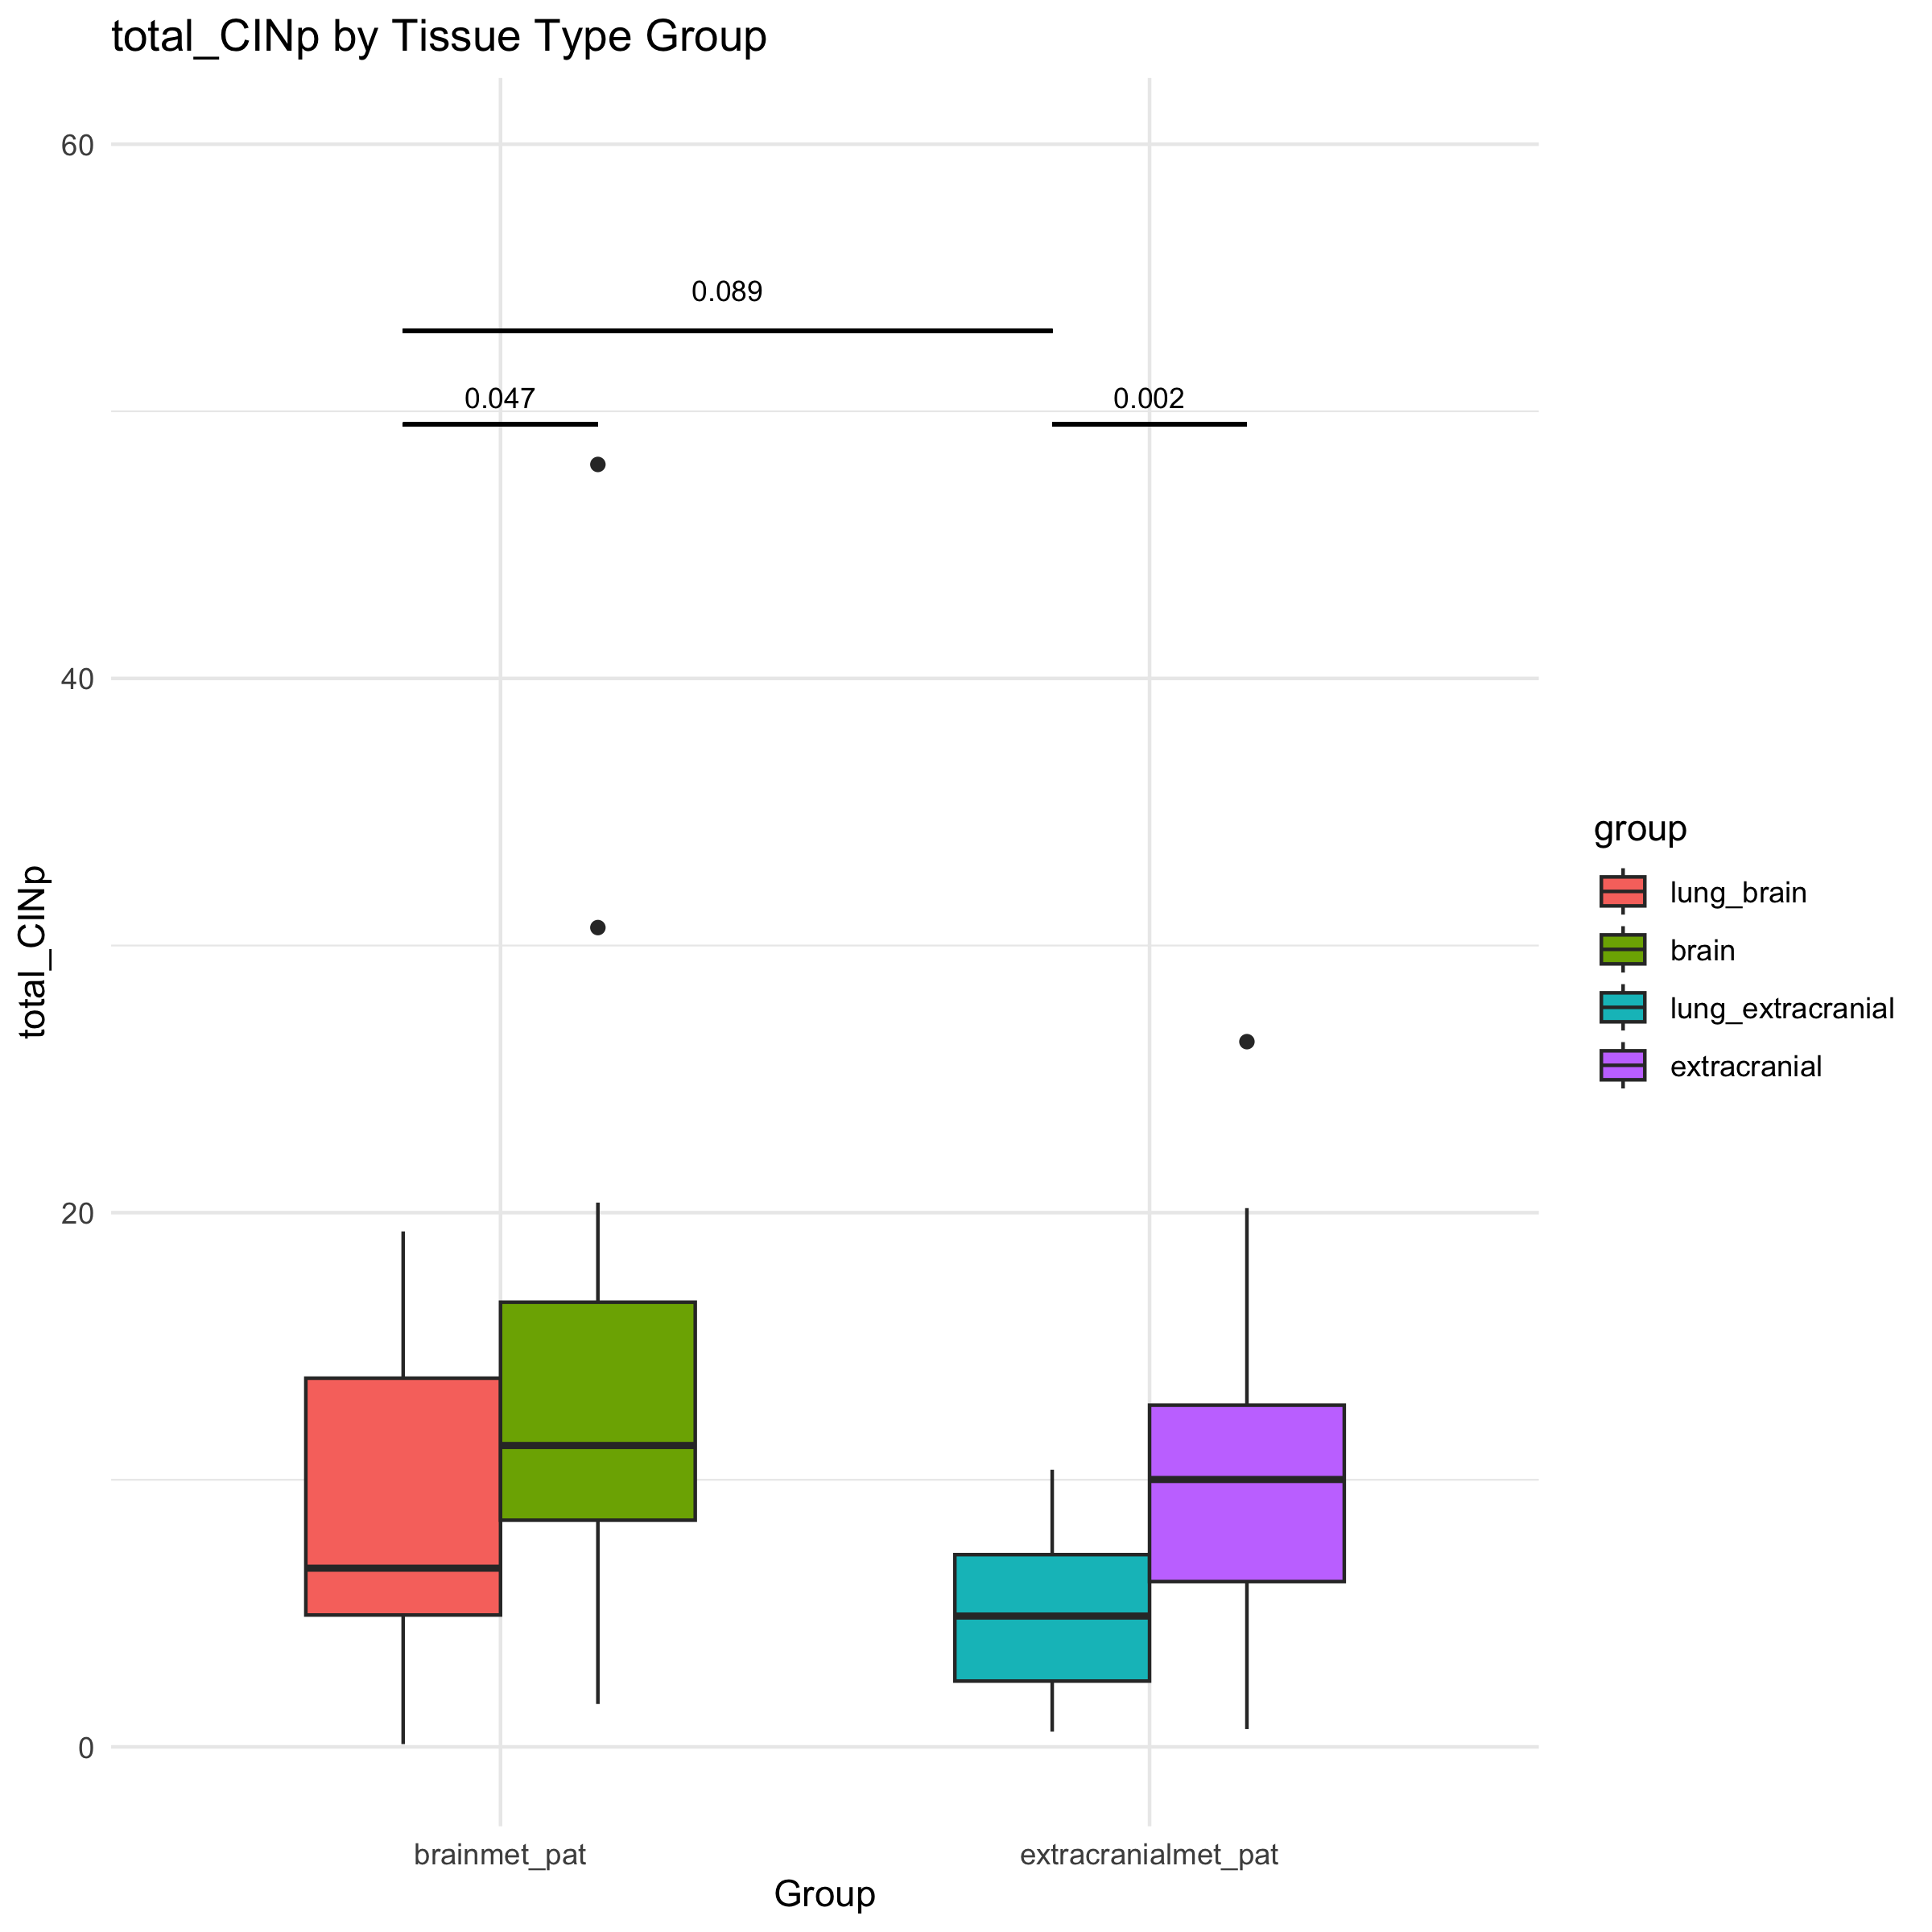 total_CINp by Tissue Type Group
60
0.089
0.047
0.002
40
total_CINp
group
lung_brain
brain
lung_extracranial
extracranial
20
0
brainmet_pat
extracranialmet_pat
Group